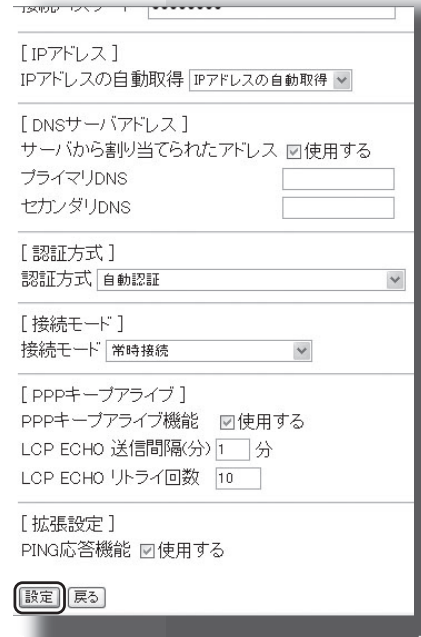 [IPアドレス]
IPアドレスの自動取得 IPアドレスの自動取得
[DNSサーバアドレス]
サーバから割り当てられたアドレス 使用する
プライマリDNS
セカンダリDNS
[認証方式]
認証方式 自動認証
[接続モード]
接続モード 常時接続
[PPPキープアライブ]
PPPキープアライブ機能 使用する
LCP ECHO 送信間隔(分) 1 分
LCP ECHO リトライ回数 10
[拡張設定]
PING応答機能 使用する
設定 戻る